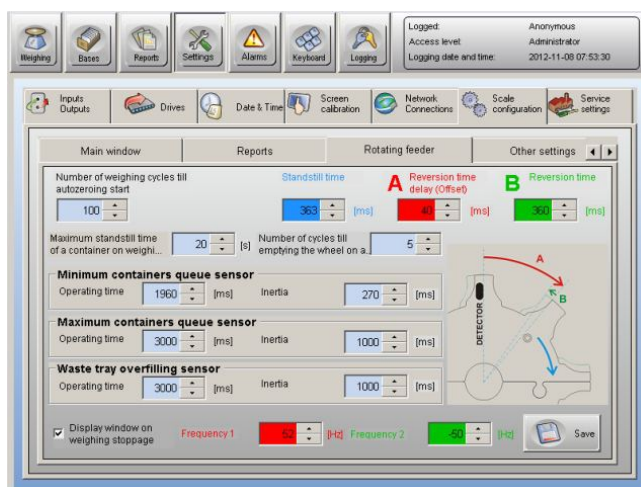 Logged: Anonymous
Access level: Administrator
Logging date and time: 2012-11-08 07:53:30
Weighing
Bases
Reports
Settings
Alarms
Keyboard
Logging
Inputs
Outputs
Drives
Date & Time
Screen
calibration
Network
Connections
Scale
configuration
Service
settings
Main window
Reports
Rotating feeder
Other settings
Number of weighing cycles till
autozeroing start
100
Standstill time
363 [ms]
A Reversion time
delay (Offset)
40 [ms]
B Reversion time
360 [ms]
Maximum standstill time
of a container on weighi...
20 [s]
Number of cycles till
emptying the wheel on a...
5
Minimum containers queue sensor
Operating time 1960 [ms] Inertia 270 [ms]
Maximum containers queue sensor
Operating time 3000 [ms] Inertia 1000 [ms]
Waste tray overfilling sensor
Operating time 3000 [ms] Inertia 1000 [ms]
A
B
DETECTOR
Display window on
weighing stoppage
Frequency 1 52 [Hz] Frequency 2 -50 [Hz]
Save